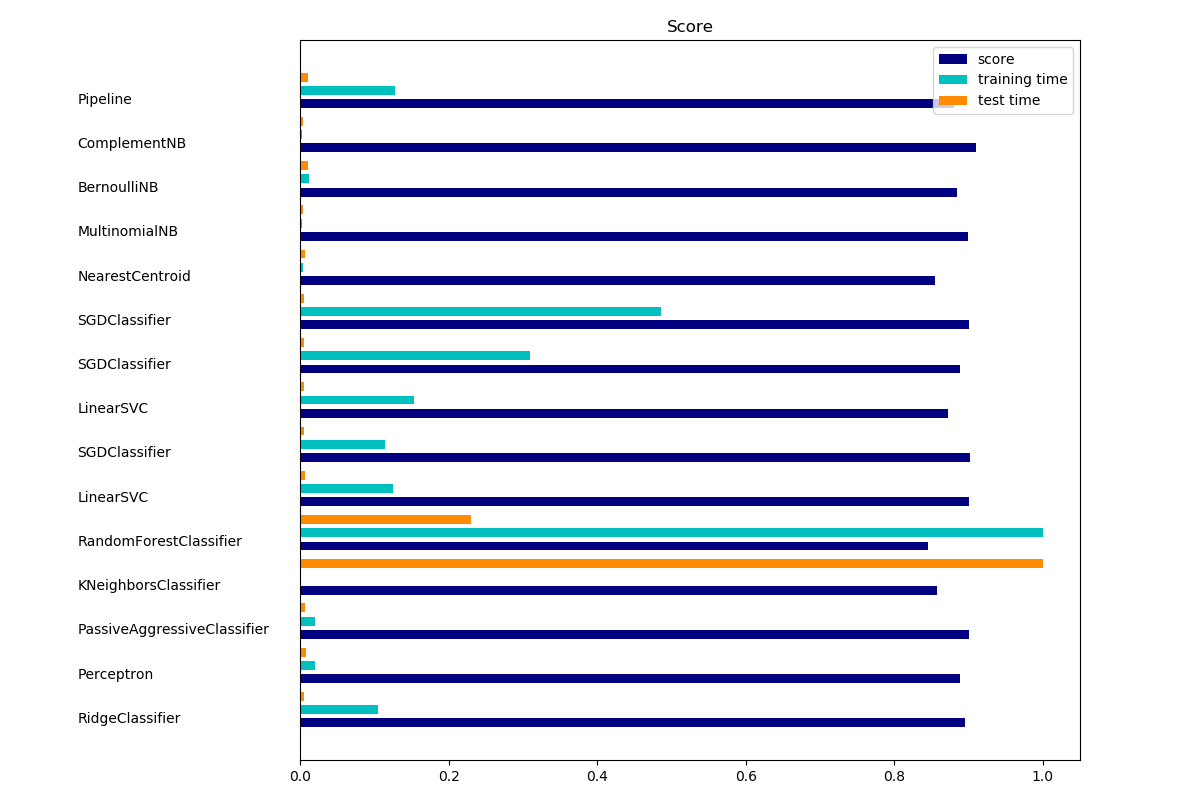 Score
score
training time
test time
Pipeline
ComplementNB
BernoulliNB
MultinomialNB
NearestCentroid
SGDClassifier
SGDClassifier
LinearSVC
SGDClassifier
LinearSVC
RandomForestClassifier
KNeighborsClassifier
PassiveAggressiveClassifier
Perceptron
RidgeClassifier
0.0 0.2 0.4 0.6 0.8 1.0